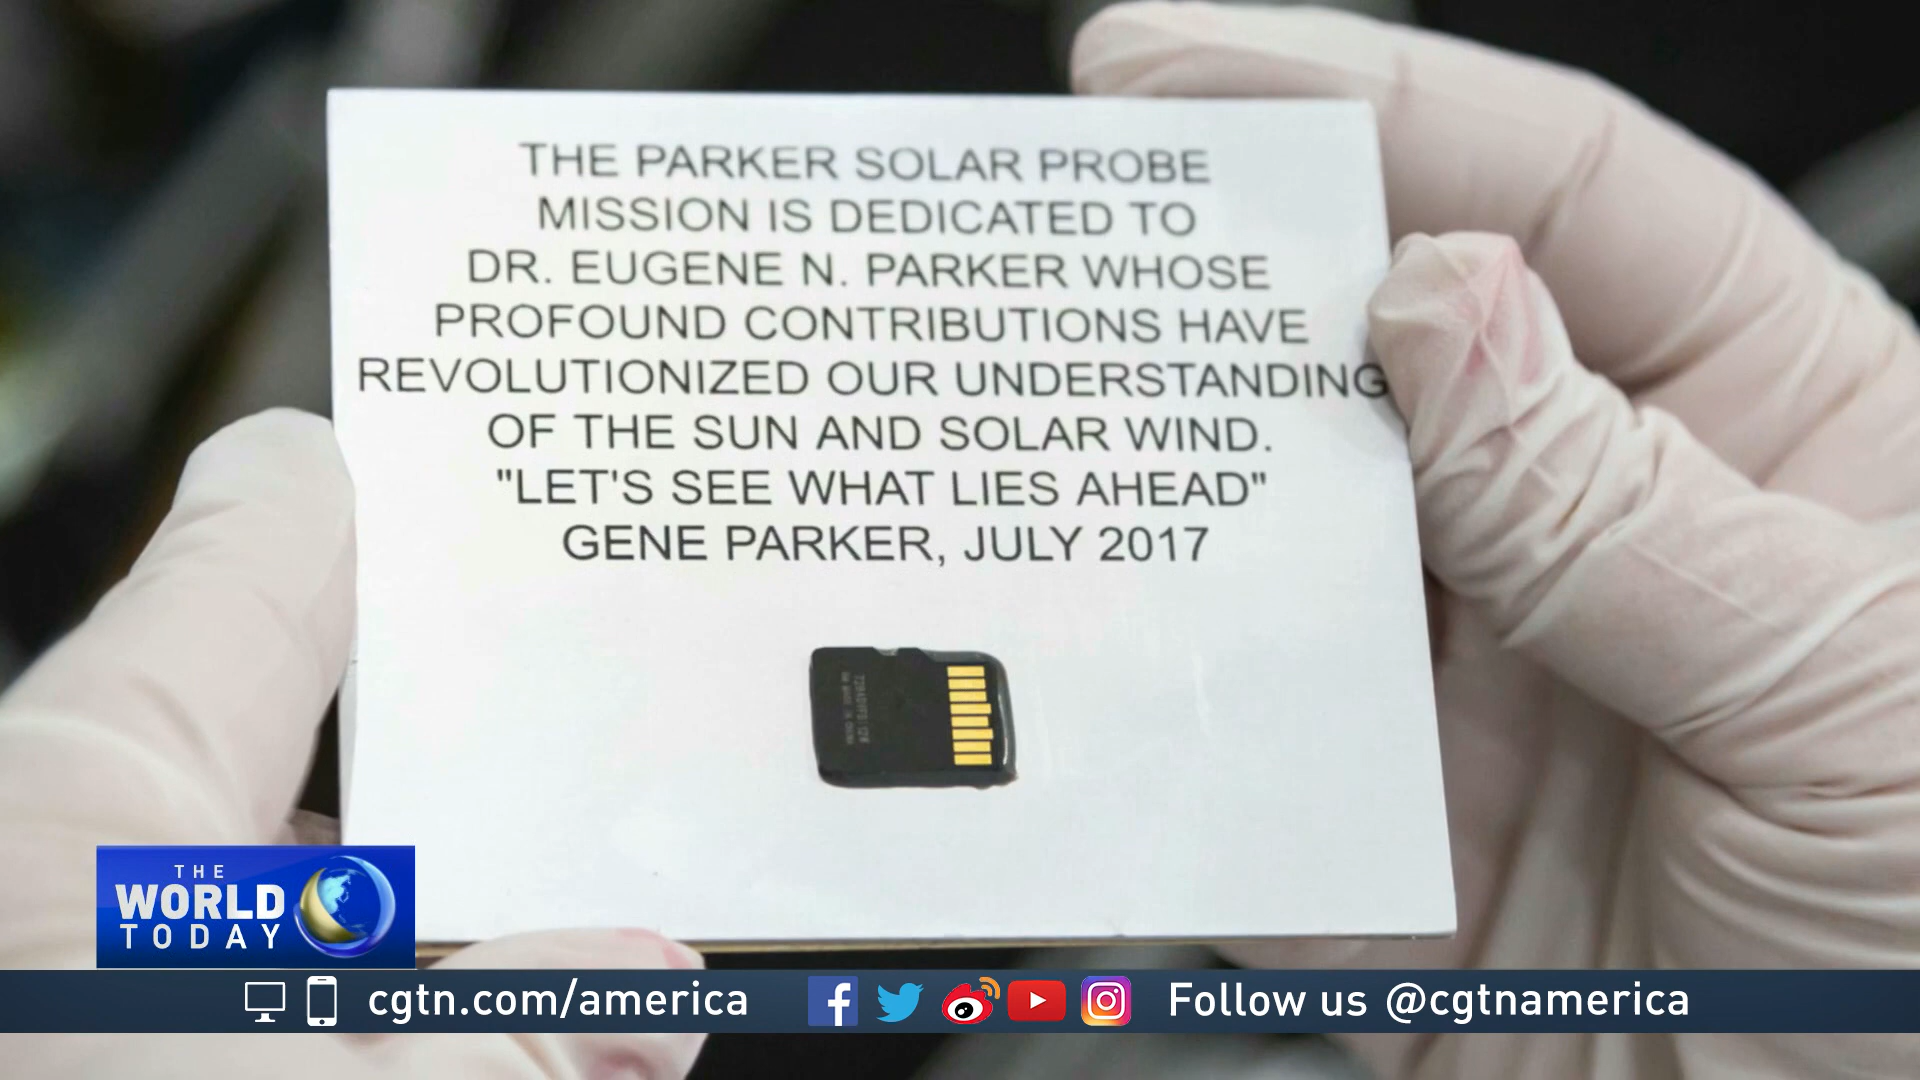 THE PARKER SOLAR PROBE
MISSION IS DEDICATED TO
DR. EUGENE N. PARKER WHOSE
PROFOUND CONTRIBUTIONS HAVE
REVOLUTIONIZED OUR UNDERSTANDING
OF THE SUN AND SOLAR WIND.
"LET'S SEE WHAT LIES AHEAD"
GENE PARKER, JULY 2017
THE
WORLD
TODAY
cgtn.com/america
Follow us @cgtnamerica